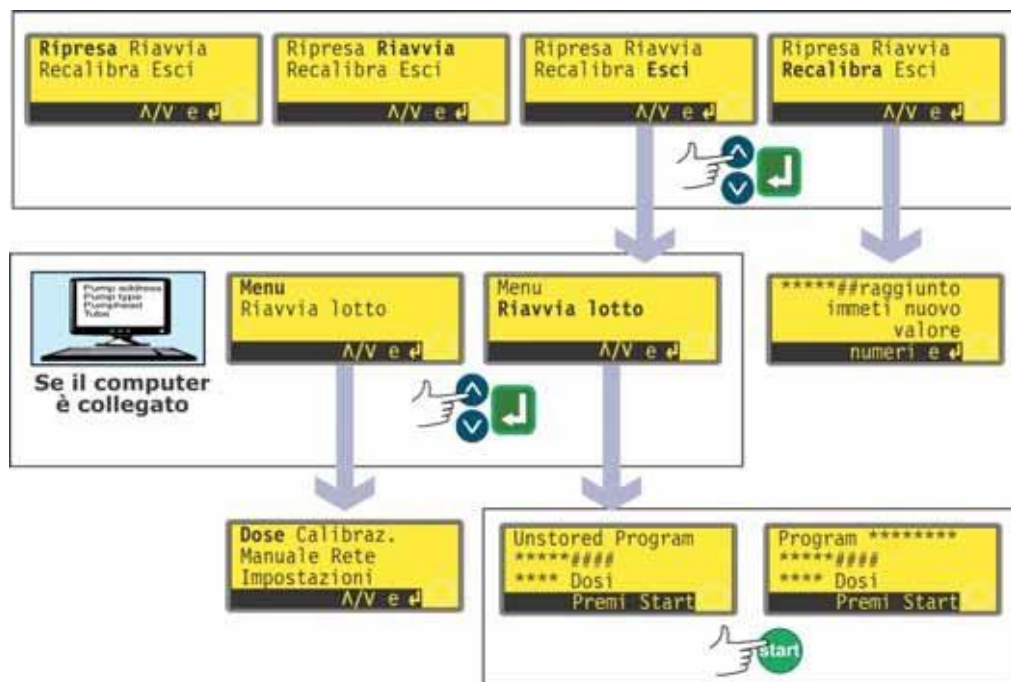 Ripresa Riavvia
Recalibra Esci
∧/∨ e ↵
Ripresa Riavvia
Recalibra Esci
∧/∨ e ↵
Ripresa Riavvia
Recalibra Esci
∧/∨ e ↵
Ripresa Riavvia
Recalibra Esci
∧/∨ e ↵
Pump address
Pump type
Pumphead
Tube
Se il computer
è collegato
Menu
Riavvia lotto
∧/∨ e ↵
Menu
Riavvia lotto
∧/∨ e ↵
*****##raggiunto
immeti nuovo
valore
numeri e ↵
Dose Calibraz.
Manuale Rete
Impostazioni
∧/∨ e ↵
Unstored Program
*****####
**** Dosi
Premi Start
Program ********
*****####
**** Dosi
Premi Start
start